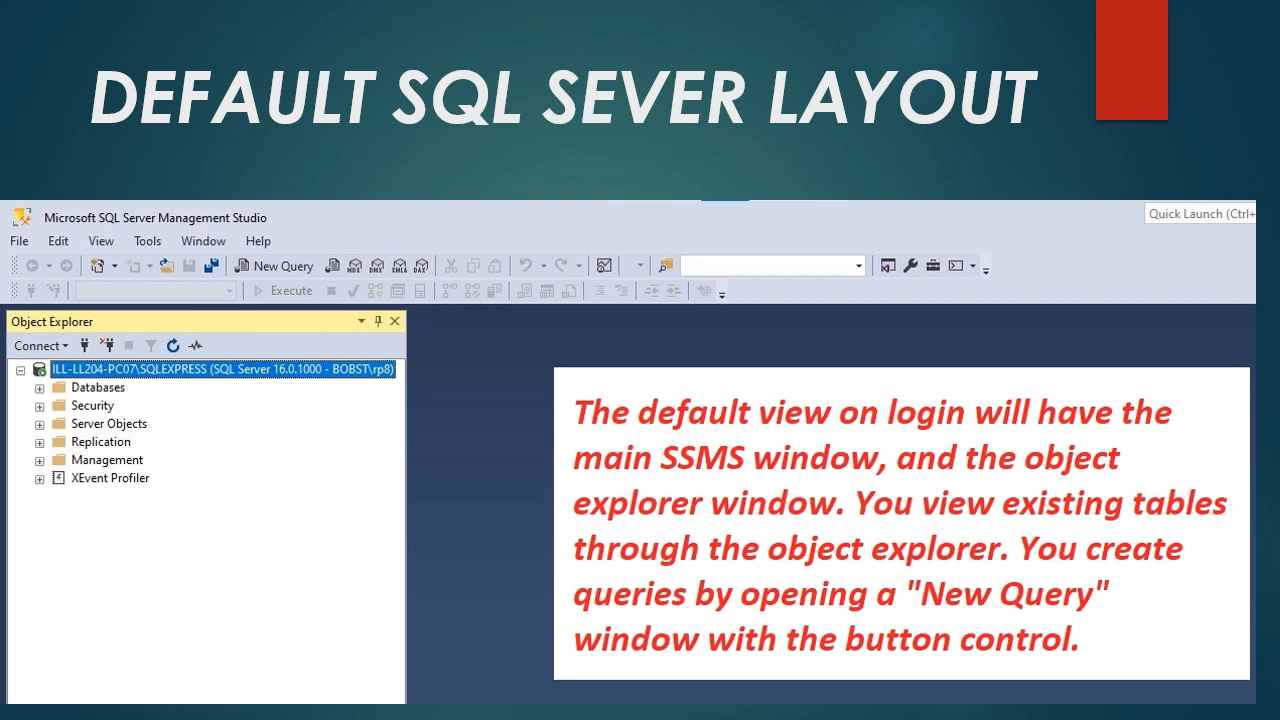 DEFAULT SQL SEVER LAYOUT
Microsoft SQL Server Management Studio
Quick Launch (Ctrl+
File Edit View Tools Window Help
New Query MDX DMX XMLA DAX
Execute
Object Explorer
Connect
ILL-LL204-PC07\SQLEXPRESS (SQL Server 16.0.1000 - BOBST\rp8)
Databases
Security
Server Objects
Replication
Management
XEvent Profiler
The default view on login will have the
main SSMS window, and the object
explorer window. You view existing tables
through the object explorer. You create
queries by opening a "New Query"
window with the button control.